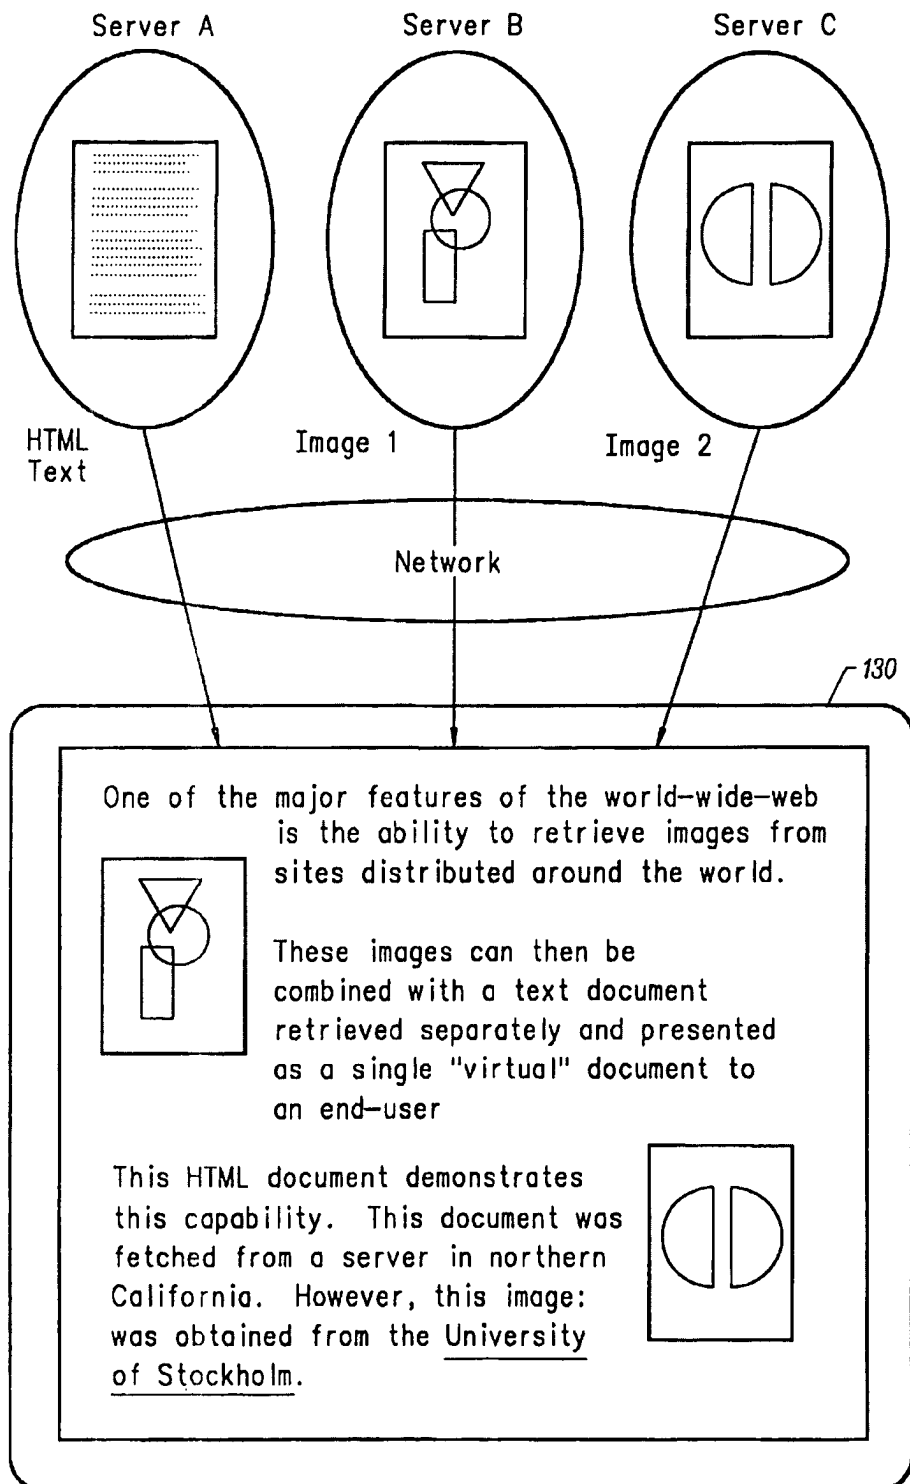 Server A
Server B
Server C
HTML
Text
Image 1
Image 2
Network
130
One of the major features of the world-wide-web
is the ability to retrieve images from
sites distributed around the world.
These images can then be
combined with a text document
retrieved separately and presented
as a single "virtual" document to
an end-user
This HTML document demonstrates
this capability. This document was
fetched from a server in northern
California. However, this image:
was obtained from the University
of Stockholm.